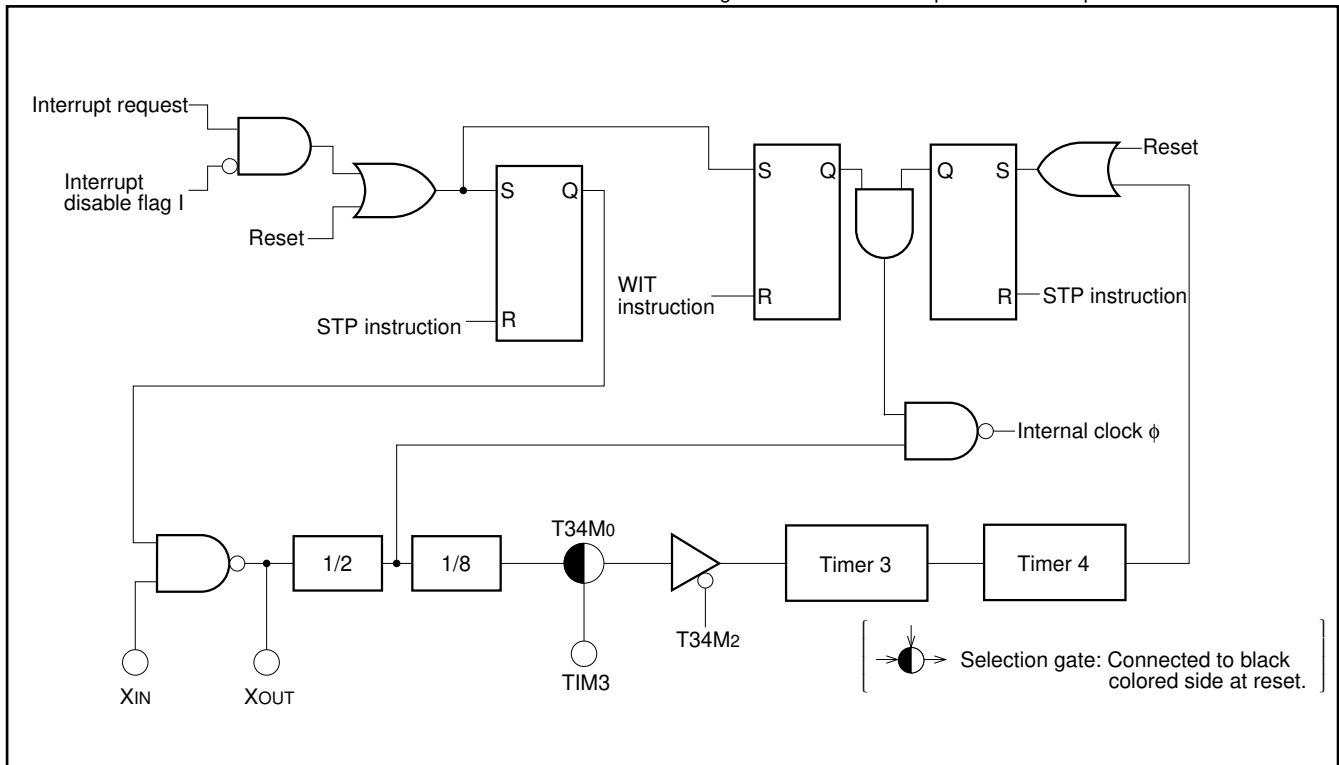 Interrupt request
Interrupt
disable flag I
Reset
S
Q
R
STP instruction
WIT
instruction
S
Q
R
Q
S
R
Reset
STP instruction
Internal clock ϕ
1/2
1/8
T34M0
TIM3
T34M2
Timer 3
Timer 4
XIN
XOUT
Selection gate: Connected to black
colored side at reset.